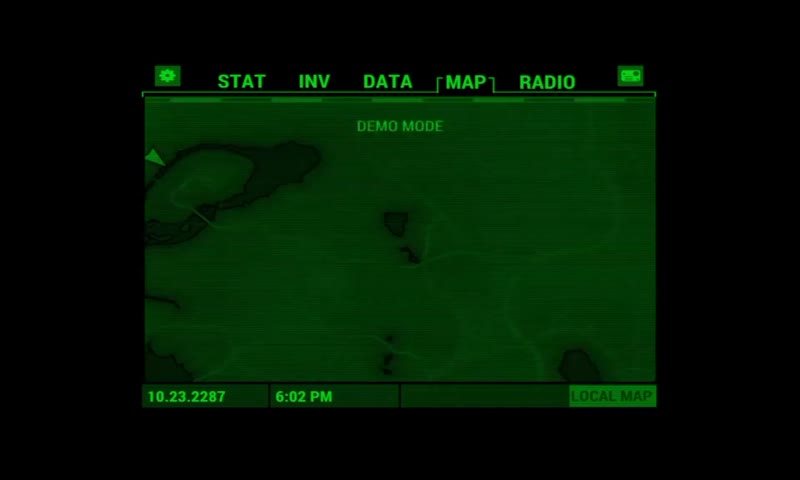 STAT INV DATA MAP RADIO
DEMO MODE
10.23.2287 6:02 PM LOCAL MAP